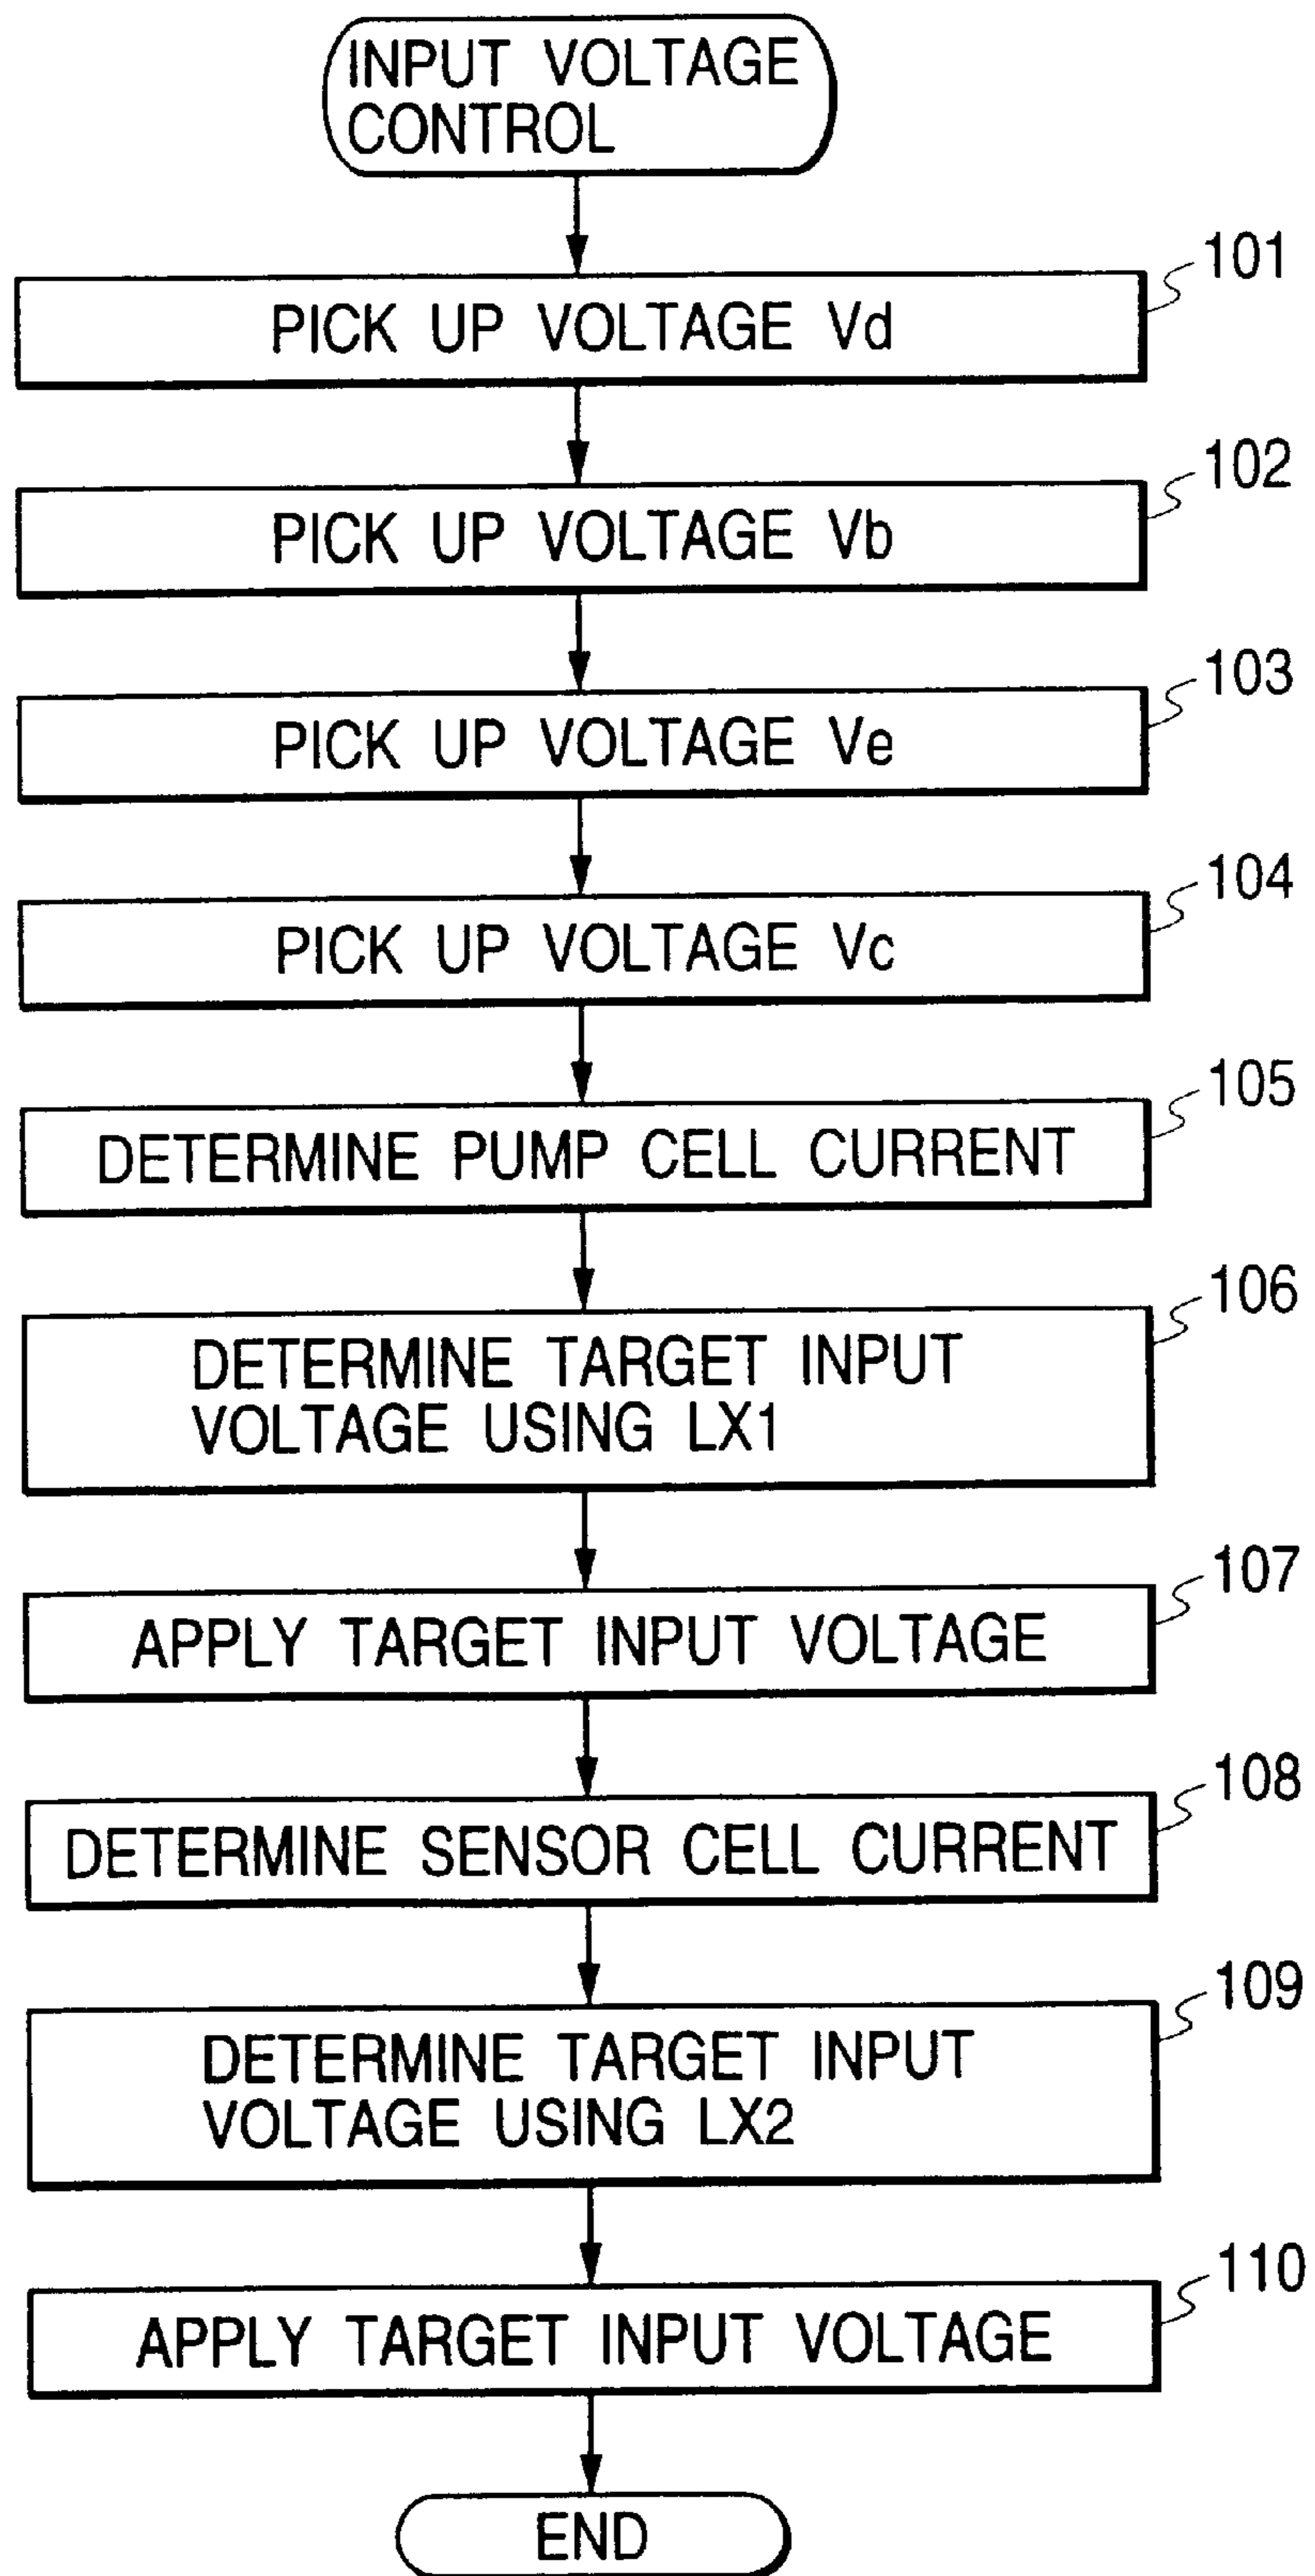 INPUT VOLTAGE
CONTROL
101
PICK UP VOLTAGE Vd
102
PICK UP VOLTAGE Vb
103
PICK UP VOLTAGE Ve
104
PICK UP VOLTAGE Vc
105
DETERMINE PUMP CELL CURRENT
106
DETERMINE TARGET INPUT
VOLTAGE USING LX1
107
APPLY TARGET INPUT VOLTAGE
108
DETERMINE SENSOR CELL CURRENT
109
DETERMINE TARGET INPUT
VOLTAGE USING LX2
110
APPLY TARGET INPUT VOLTAGE
END